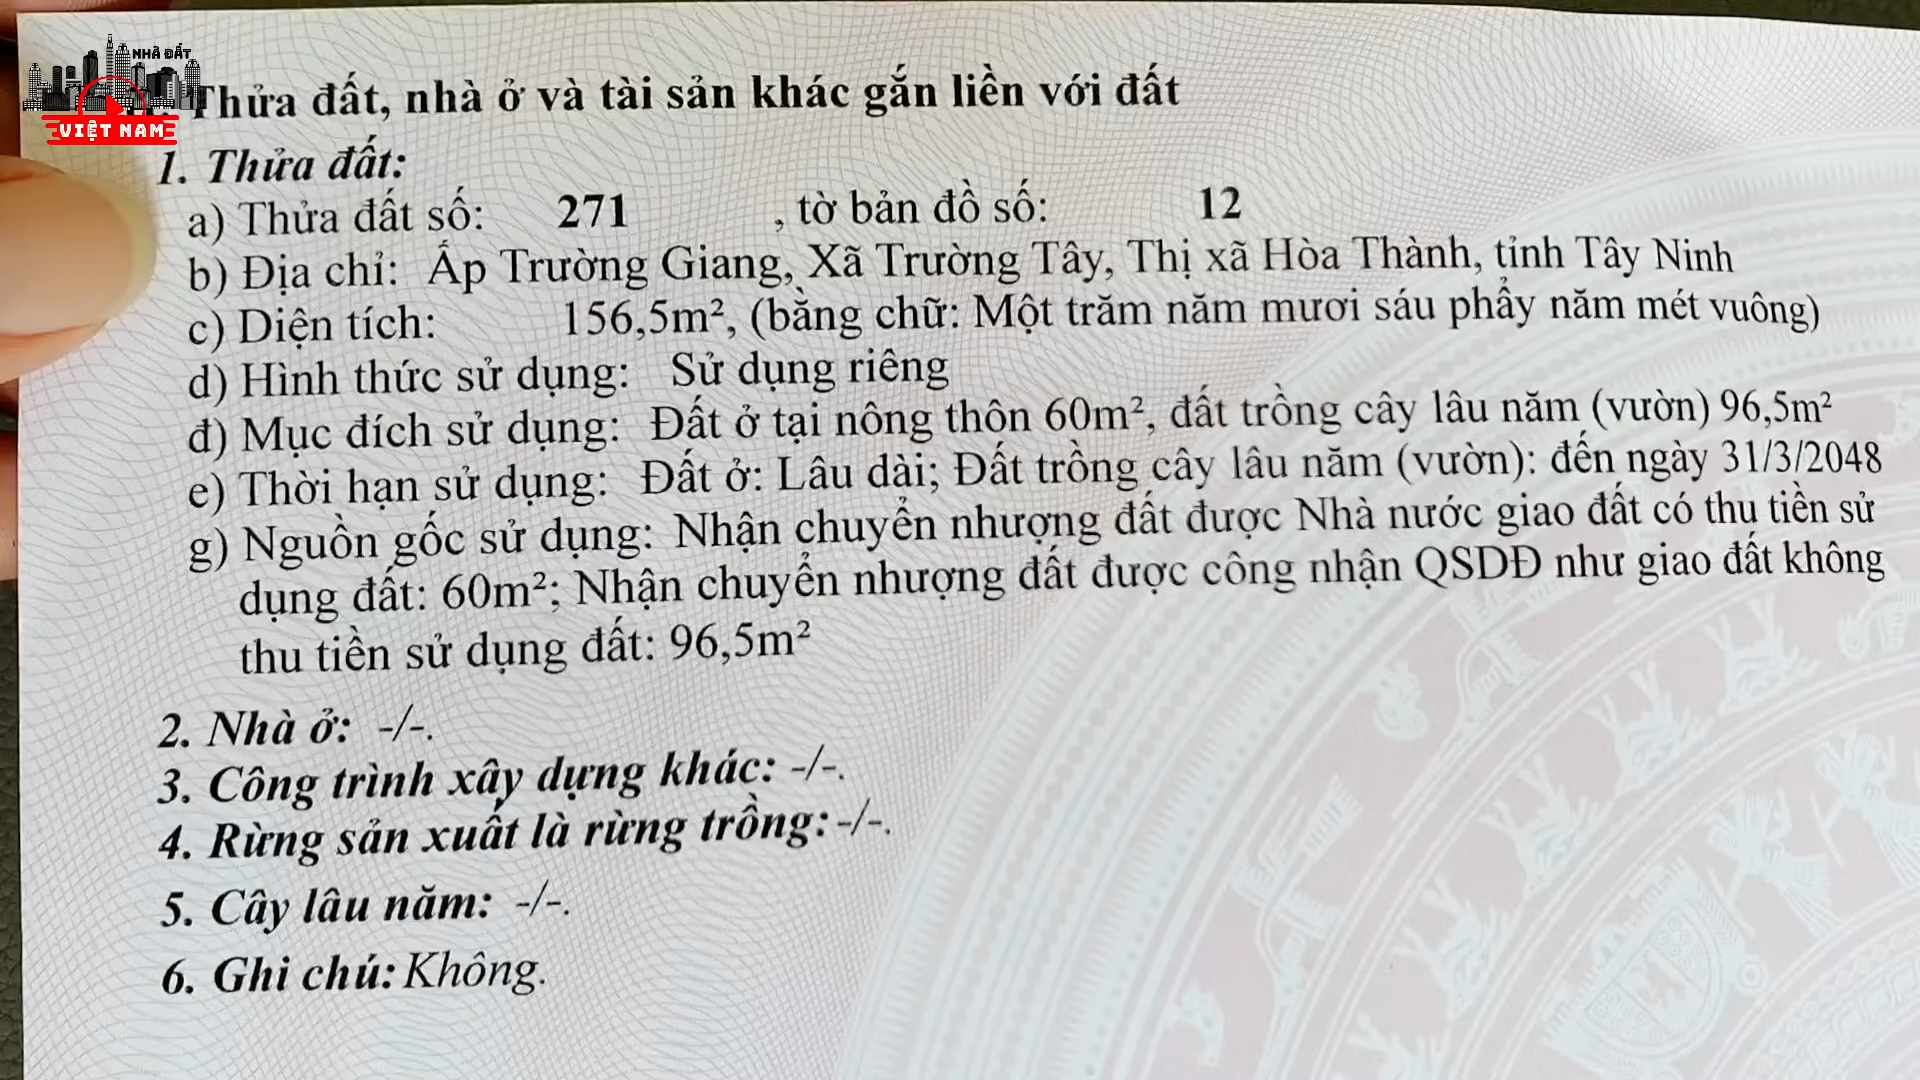 NHÀ ĐẤT
VIỆT NAM
Thửa đất, nhà ở và tài sản khác gắn liền với đất
1. Thửa đất:
a) Thửa đất số: 271 , tờ bản đồ số: 12
b) Địa chỉ: Ấp Trường Giang, Xã Trường Tây, Thị xã Hòa Thành, tỉnh Tây Ninh
c) Diện tích: 156,5m², (bằng chữ: Một trăm năm mươi sáu phẩy năm mét vuông)
d) Hình thức sử dụng: Sử dụng riêng
đ) Mục đích sử dụng: Đất ở tại nông thôn 60m², đất trồng cây lâu năm (vườn) 96,5m²
e) Thời hạn sử dụng: Đất ở: Lâu dài; Đất trồng cây lâu năm (vườn): đến ngày 31/3/2048
g) Nguồn gốc sử dụng: Nhận chuyển nhượng đất được Nhà nước giao đất có thu tiền sử
dụng đất: 60m²; Nhận chuyển nhượng đất được công nhận QSDĐ như giao đất không
thu tiền sử dụng đất: 96,5m²
2. Nhà ở: -/-.
3. Công trình xây dựng khác: -/-.
4. Rừng sản xuất là rừng trồng: -/-.
5. Cây lâu năm: -/-.
6. Ghi chú: Không.